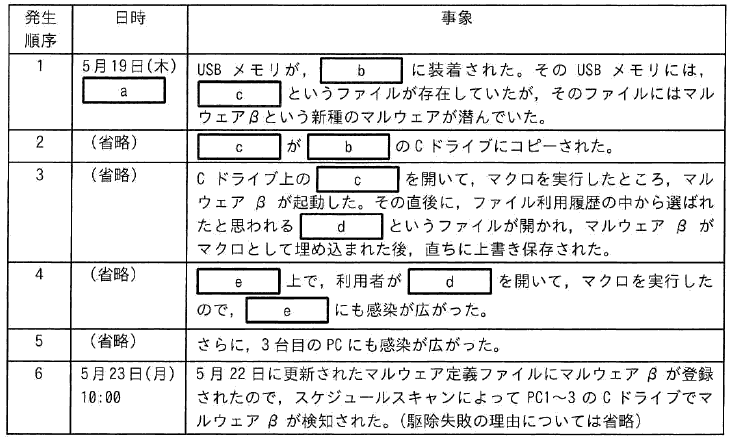 発生
順序
日時
事象
1
5月19日(木)
a
USB メモリが， b に装着された。その USB メモリには，
c というファイルが存在していたが，そのファイルにはマル
ウェアβという新種のマルウェアが潜んでいた。
2
(省略)
c が b のCドライブにコピーされた。
3
(省略)
C ドライブ上の c を開いて，マクロを実行したところ，マル
ウェア β が起動した。その直後に，ファイル利用履歴の中から選ばれ
たと思われる d というファイルが開かれ，マルウェア β が
マクロとして埋め込まれた後，直ちに上書き保存された。
4
(省略)
e 上で，利用者が d を開いて，マクロを実行した
ので， e にも感染が広がった。
5
(省略)
さらに，3台目のPCにも感染が広がった。
6
5月23日(月)
10:00
5月22日に更新されたマルウェア定義ファイルにマルウェア β が登録
されたので，スケジュールスキャンによってPC1～3のCドライブでマ
ルウェア β が検知された。(駆除失敗の理由については省略)